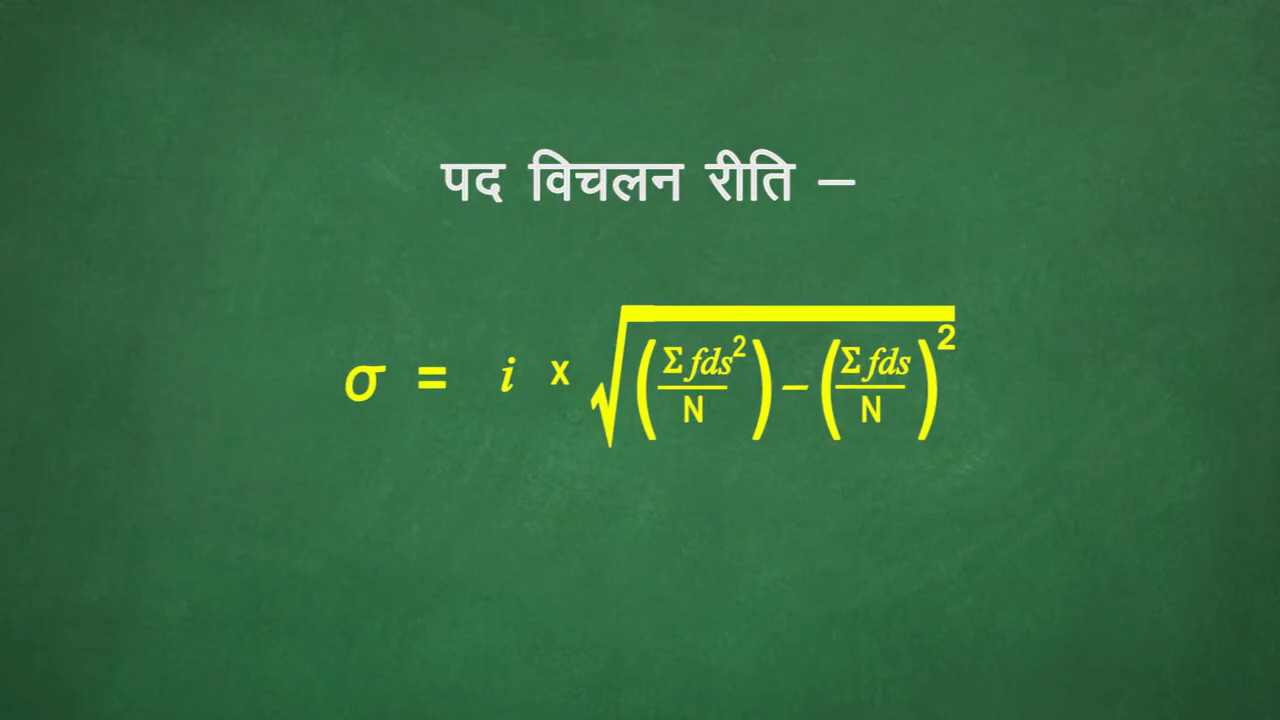 पद विचलन रीति –
σ = i x √(Σfds²/N) – (Σfds/N)²